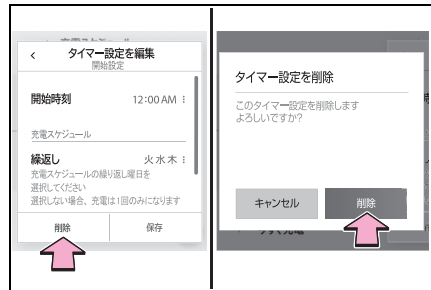 タイマー設定を編集
開始設定
開始時刻 12:00 AM
充電スケジュール
繰返し 火水木
充電スケジュールの繰り返し曜日を
選択してください
選択しない場合、充電は1回のみになります
削除 保存
タイマー設定を削除
このタイマー設定を削除します
よろしいですか?
キャンセル 削除